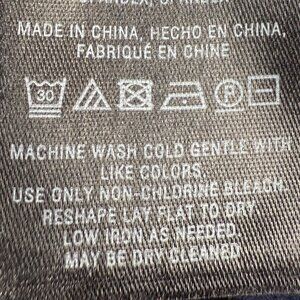 MADE IN CHINA, HECHO EN CHINA,
FABRIQUÉ EN CHINE
30
P
MACHINE WASH COLD GENTLE WITH
LIKE COLORS.
USE ONLY NON-CHLORINE BLEACH.
RESHAPE LAY FLAT TO DRY.
LOW IRON AS NEEDED.
MAY BE DRY CLEANED